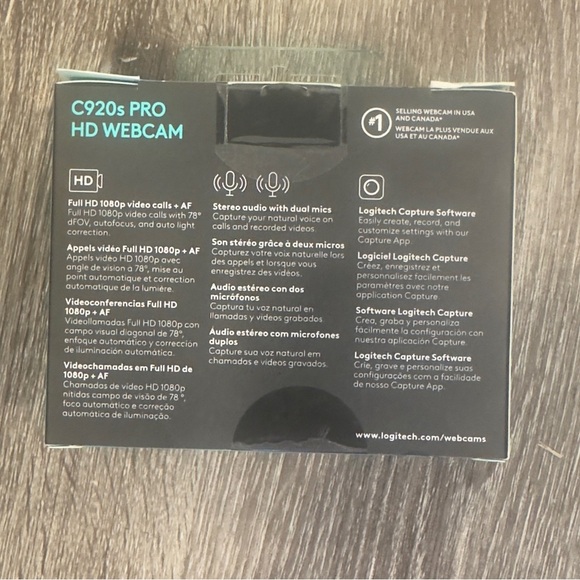 C920s PRO
HD WEBCAM
#1
SELLING WEBCAM IN USA
AND CANADA*
WEBCAM LA PLUS VENDUE AUX
USA ET AU CANADA*
HD
Full HD 1080p video calls + AF
Full HD 1080p video calls with 78°
dFOV, autofocus, and auto light
correction.
Appels vidéo Full HD 1080p + AF
Appels vidéo HD 1080p avec
angle de vision à 78°, mise au
point automatique et correction
automatique de la lumière.
Videoconferencias Full HD
1080p + AF
Videollamadas Full HD 1080p con
campo visual diagonal de 78°,
enfoque automático y corrección
de iluminación automática.
Videochamadas em Full HD de
1080p + AF
Chamadas de vídeo HD 1080p
nítidas campo de visão de 78 °,
foco automático e correção
automática de iluminação.
Stereo audio with dual mics
Capture your natural voice on
calls and recorded videos.
Son stéréo grâce à deux micros
Capturez votre voix naturelle lors
des appels et lorsque vous
enregistrez des vidéos.
Audio estéreo con dos
micrófonos
Captura tu voz natural en
llamadas y videos grabados.
Áudio estéreo com microfones
duplos
Capture sua voz natural em
chamadas e vídeos gravados.
Logitech Capture Software
Easily create, record, and
customize settings with our
Capture App.
Logiciel Logitech Capture
Créez, enregistrez et
personnalisez facilement les
paramètres avec notre
application Capture
Software Logitech Capture
Crea, graba y personaliza
fácilmente la configuración con
nuestra aplicación Capture.
Logitech Capture Software
Crie, grave e personalize suas
configurações com a facilidade
de nosso Capture App.
www.logitech.com/webcams